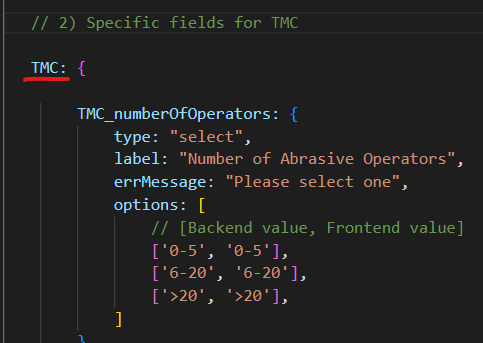 // 2) Specific fields for TMC
TMC: {
TMC_numberOfOperators: {
type: "select",
label: "Number of Abrasive Operators",
errMessage: "Please select one",
options: [
// [Backend value, Frontend value]
['0-5', '0-5'],
['6-20', '6-20'],
['>20', '>20'],
]
}